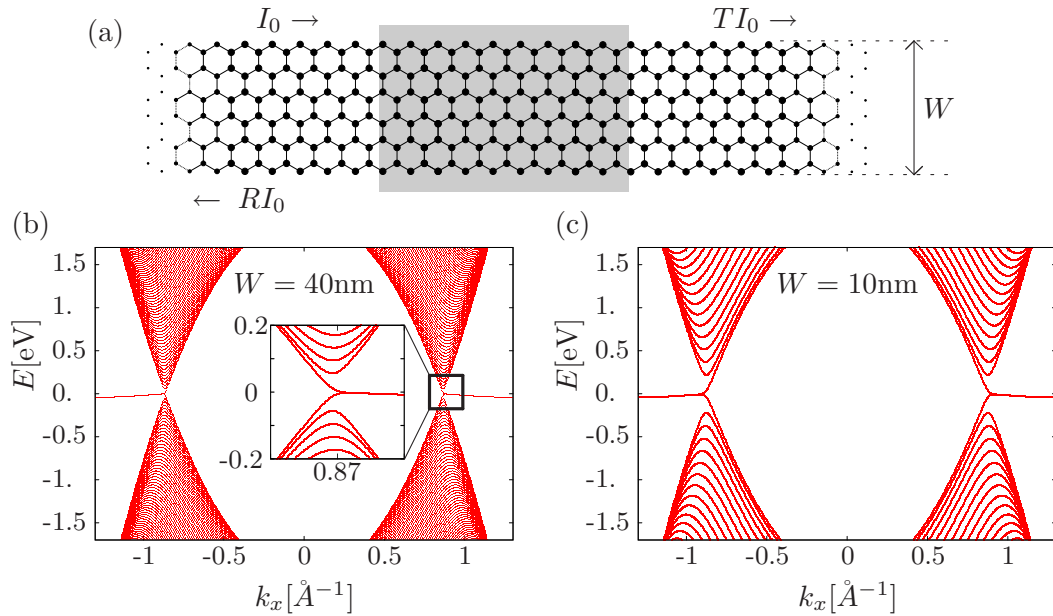 (a)
I₀ →
TI₀ →
W
← RI₀
(b)
(c)
W = 40nm
W = 10nm
E[eV]
1.5
1.
0.5
0.
-0.5
-1.
-1.5
0.2
0
-0.2
0.87
-1
-0.5
0
0.5
1
kₓ[Å⁻¹]
E[eV]
1.5
1.
0.5
0.
-0.5
-1.
-1.5
-1
-0.5
0
0.5
1
kₓ[Å⁻¹]